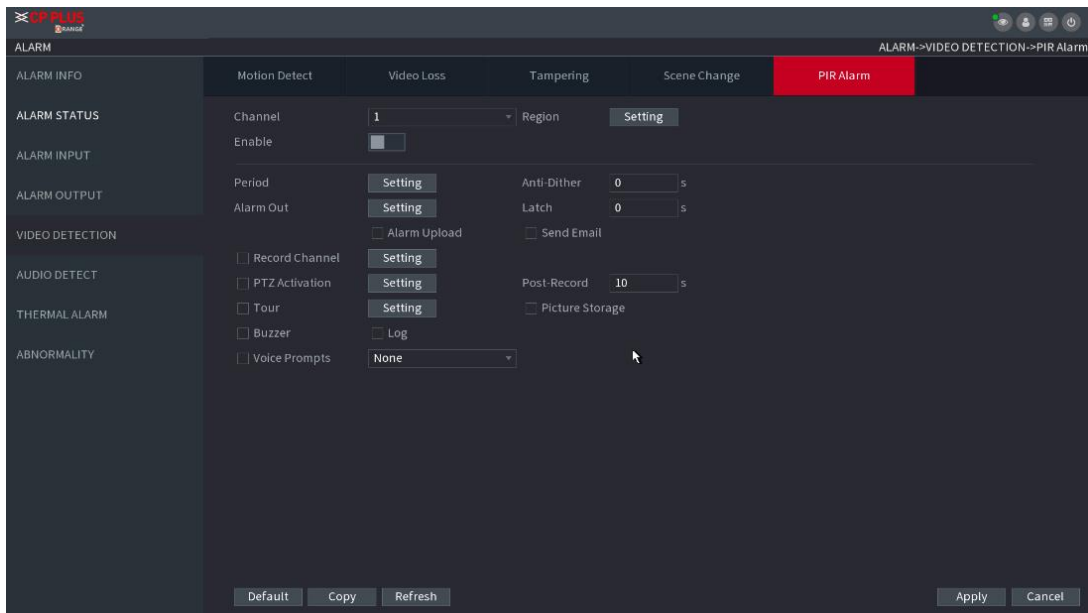 CP PLUS
ORANGE
ALARM ALARM->VIDEO DETECTION->PIR Alarm
ALARM INFO
ALARM STATUS
ALARM INPUT
ALARM OUTPUT
VIDEO DETECTION
AUDIO DETECT
THERMAL ALARM
ABNORMALITY
Motion Detect Video Loss Tampering Scene Change PIR Alarm
Channel 1 Region Setting
Enable
Period Setting Anti-Dither 0 s
Alarm Out Setting Latch 0 s
Alarm Upload Send Email
Record Channel Setting
PTZ Activation Setting Post-Record 10 s
Tour Setting Picture Storage
Buzzer Log
Voice Prompts None
Default Copy Refresh Apply Cancel